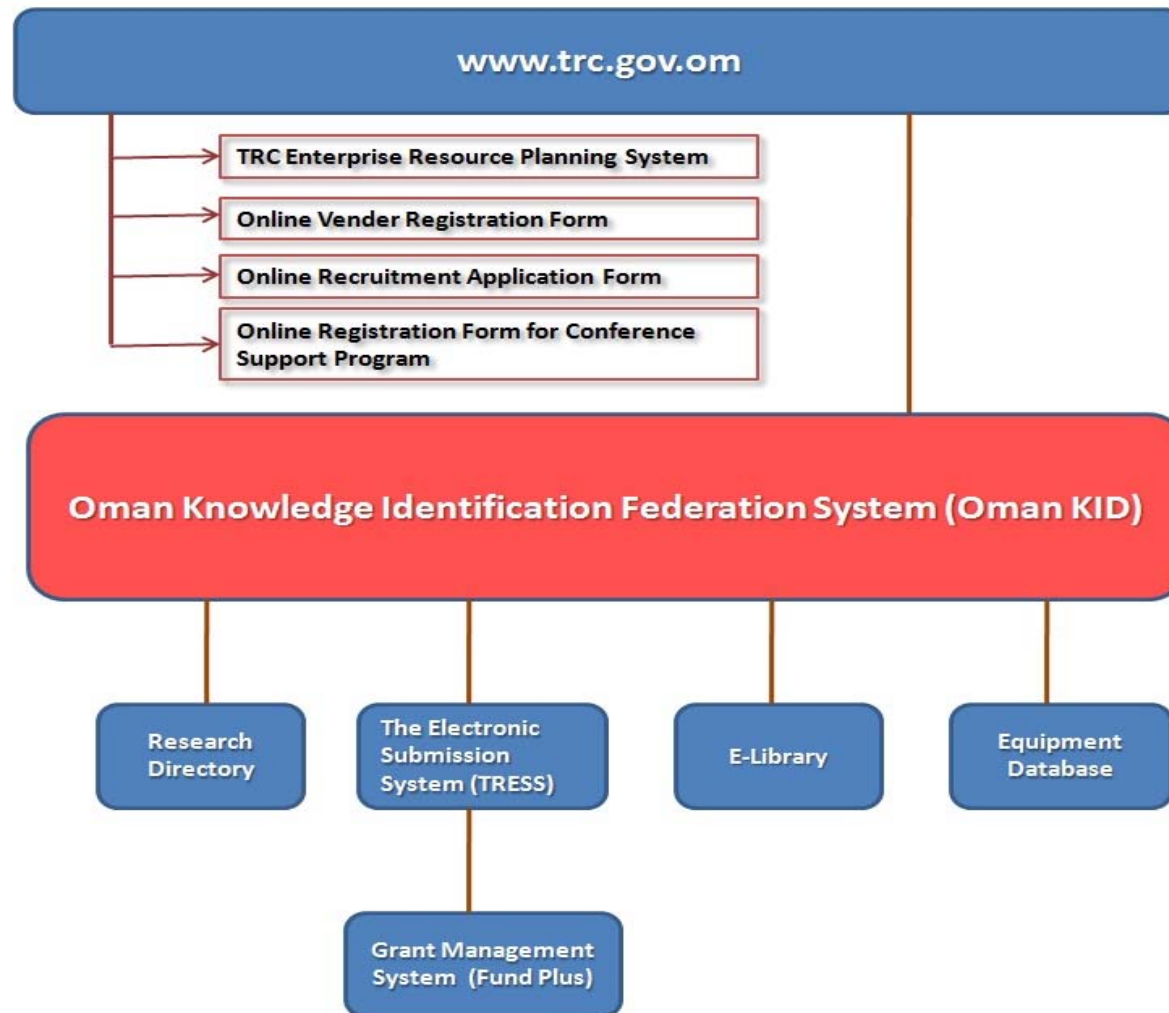 www.trc.gov.om
TRC Enterprise Resource Planning System
Online Vender Registration Form
Online Recruitment Application Form
Online Registration Form for Conference
Support Program
Oman Knowledge Identification Federation System (Oman KID)
Research
Directory
The Electronic
Submission
System (TRESS)
E-Library
Equipment
Database
Grant Management
System (Fund Plus)